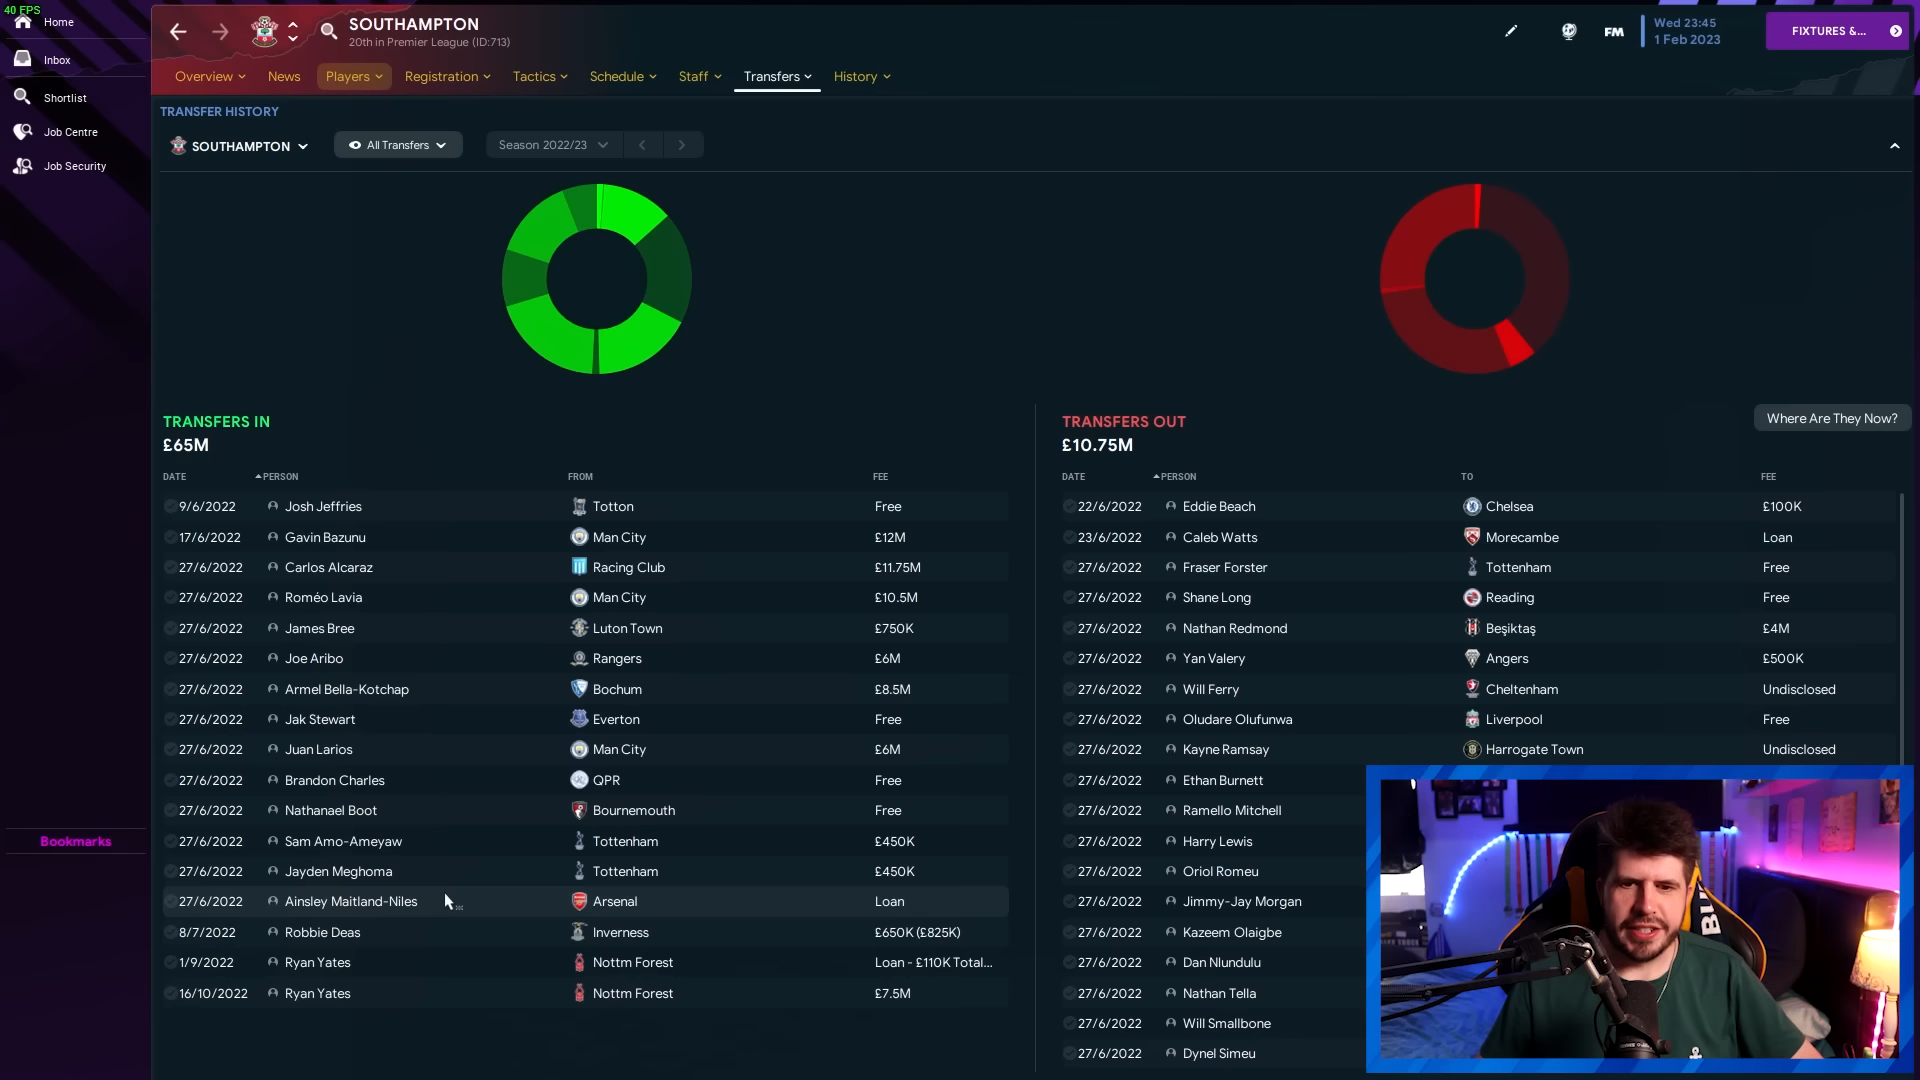 40 FPS
Home
Inbox
Shortlist
Job Centre
Job Security
Bookmarks
SOUTHAMPTON
20th in Premier League (ID:713)
FM
Wed 23:45
1 Feb 2023
FIXTURES &...
Overview News Players Registration Tactics Schedule Staff Transfers History
TRANSFER HISTORY
SOUTHAMPTON All Transfers Season 2022/23
TRANSFERS IN
£65M
DATE PERSON FROM FEE
9/6/2022 Josh Jeffries Totton Free
17/6/2022 Gavin Bazunu Man City £12M
27/6/2022 Carlos Alcaraz Racing Club £11.75M
27/6/2022 Roméo Lavia Man City £10.5M
27/6/2022 James Bree Luton Town £750K
27/6/2022 Joe Aribo Rangers £6M
27/6/2022 Armel Bella-Kotchap Bochum £8.5M
27/6/2022 Jak Stewart Everton Free
27/6/2022 Juan Larios Man City £6M
27/6/2022 Brandon Charles QPR Free
27/6/2022 Nathanael Boot Bournemouth Free
27/6/2022 Sam Amo-Ameyaw Tottenham £450K
27/6/2022 Jayden Meghoma Tottenham £450K
27/6/2022 Ainsley Maitland-Niles Arsenal Loan
8/7/2022 Robbie Deas Inverness £650K (£825K)
1/9/2022 Ryan Yates Nottm Forest Loan - £110K Total...
16/10/2022 Ryan Yates Nottm Forest £7.5M
TRANSFERS OUT
£10.75M
Where Are They Now?
DATE PERSON TO FEE
22/6/2022 Eddie Beach Chelsea £100K
23/6/2022 Caleb Watts Morecambe Loan
27/6/2022 Fraser Forster Tottenham Free
27/6/2022 Shane Long Reading Free
27/6/2022 Nathan Redmond Beşiktaş £4M
27/6/2022 Yan Valery Angers £500K
27/6/2022 Will Ferry Cheltenham Undisclosed
27/6/2022 Oludare Olufunwa Liverpool Free
27/6/2022 Kayne Ramsay Harrogate Town Undisclosed
27/6/2022 Ethan Burnett
27/6/2022 Ramello Mitchell
27/6/2022 Harry Lewis
27/6/2022 Oriol Romeu
27/6/2022 Jimmy-Jay Morgan
27/6/2022 Kazeem Olaigbe
27/6/2022 Dan Nlundulu
27/6/2022 Nathan Tella
27/6/2022 Will Smallbone
27/6/2022 Dynel Simeu